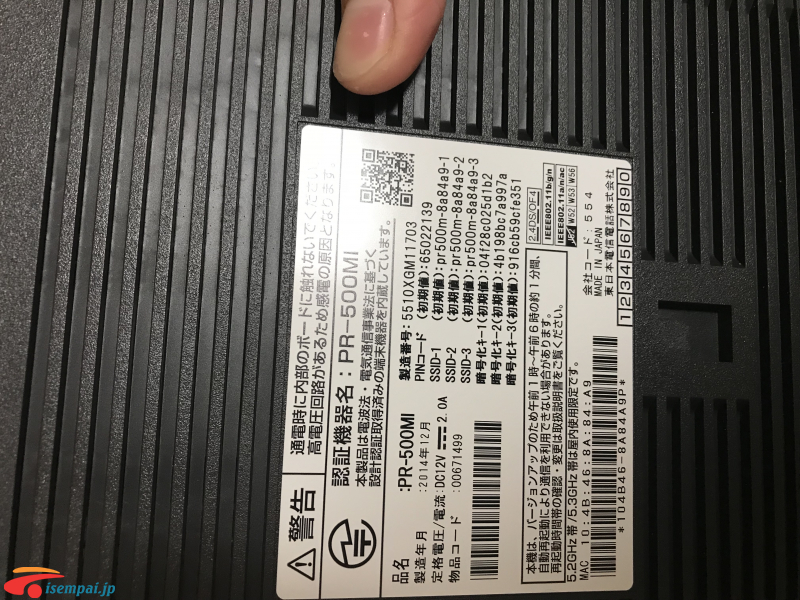 警告
通電時に内部のボードに触れないでください。
高電圧回路があるため感電の原因となります。
認証機器名：PR-500MI
本製品は電波法・電気通信事業法に基づく
設計認証取得済みの端末機器を内蔵しています。
品名 :PR-500MI
製造年月 :2014年12月
定格電圧/電流:DC12V 2.0A
物品コード :00671499
製造番号:5510XGM11703
PINコード (初期値):65022139
SSID-1 (初期値):pr500m-8a84a9-1
SSID-2 (初期値):pr500m-8a84a9-2
SSID-3 (初期値):pr500m-8a84a9-3
暗号化キー1(初期値):04128c025d1b2
暗号化キー2(初期値):4b198bc7a997a
暗号化キー3(初期値):916cb59cfe351
2.4DS/OF4
IEEE802.11b/g/n
IEEE802.11a/n/ac
W52 W53 W56
本機は、バージョンアップのため午前1時～午前6時の約1分間、
自動再起動により通信を利用できない場合があります。
再起動時間帯の確認・変更は取扱説明書をご覧ください。
5.2GHz帯/5.3GHz帯は屋内使用限定です。
MAC 10:4B:46:8A:84:A9
*104B46-8A84A9P*
会社コード：554
MADE IN JAPAN
東日本電信電話株式会社
1234567890
isempai.jp